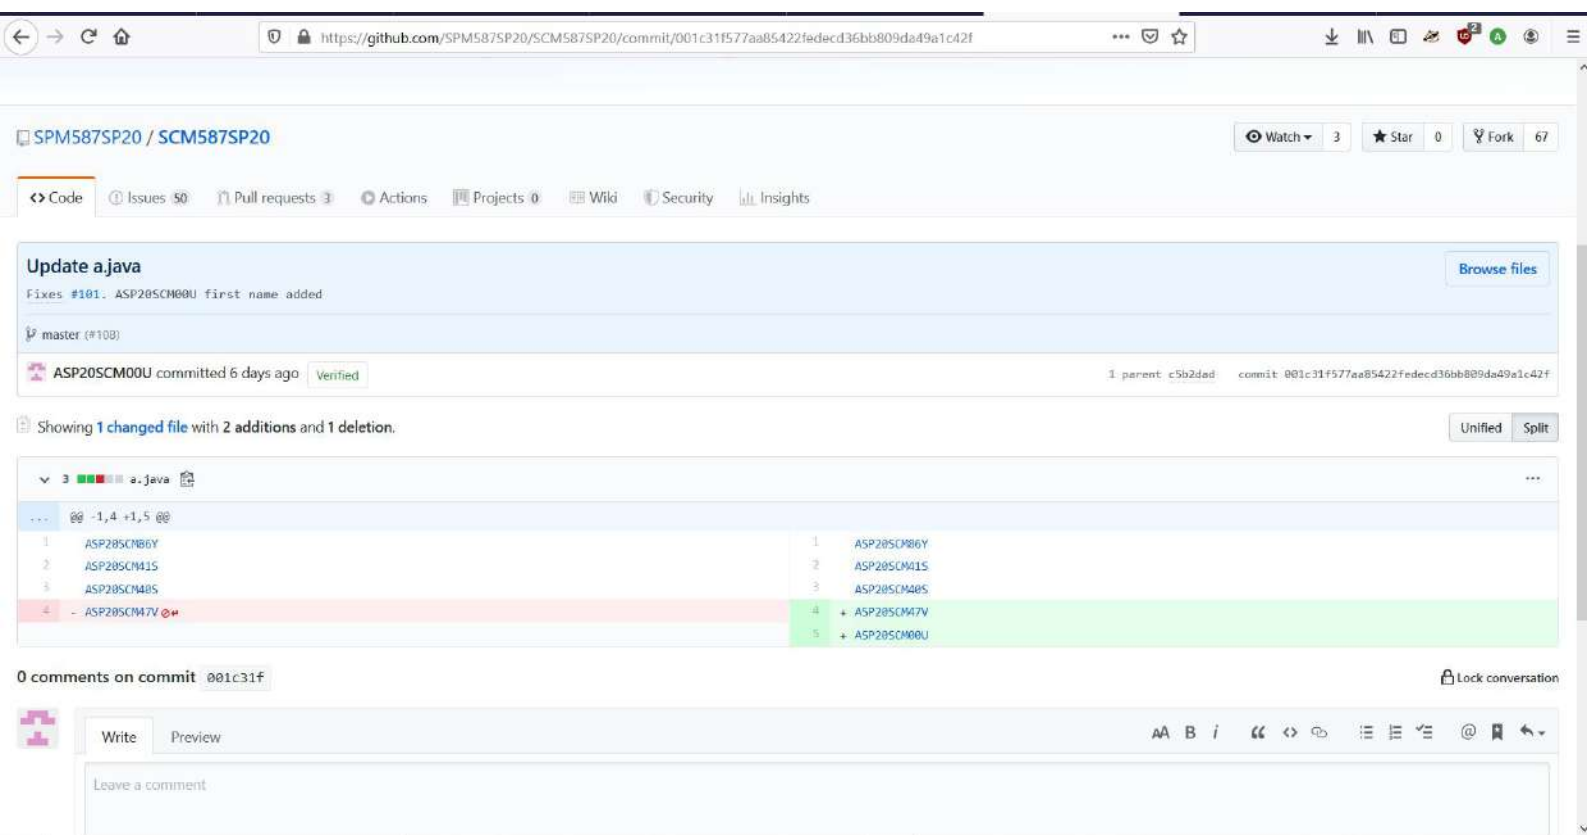 https://github.com/SPM587SP20/SCM587SP20/commit/001c31f577aa85422fedecd36bb809da49a1c42f
2
SPM587SP20 / SCM587SP20
Watch 3 Star 0 Fork 67
Code Issues 50 Pull requests 3 Actions Projects 0 Wiki Security Insights
Update a.java
Browse files
Fixes #101. ASP20SCM00U first name added
master (#108)
ASP20SCM00U committed 6 days ago Verified
1 parent c5b2dad commit 001c31f577aa85422fedecd36bb809da49a1c42f
Showing 1 changed file with 2 additions and 1 deletion.
Unified Split
3 a.java
... @@ -1,4 +1,5 @@
1 ASP20SCM86Y 1 ASP20SCM86Y
2 ASP20SCM41S 2 ASP20SCM41S
3 ASP20SCM40S 3 ASP20SCM40S
4 - ASP20SCM47V 4 + ASP20SCM47V
5 + ASP20SCM00U
0 comments on commit 001c31f
Lock conversation
Write Preview
AA B i
Leave a comment